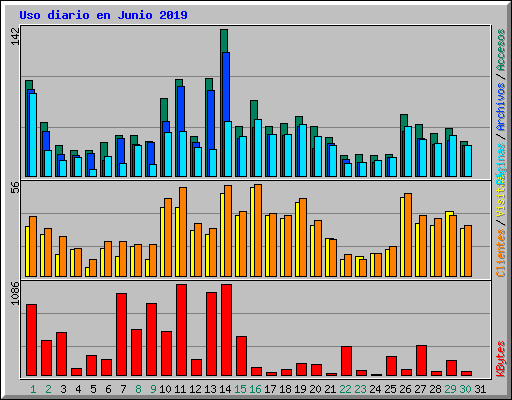 Uso diario en Junio 2019
142
56
1086
Accesos / Archivos / Páginas / Visitas / Clientes
KBytes
1 2 3 4 5 6 7 8 9 10 11 12 13 14 15 16 17 18 19 20 21 22 23 24 25 26 27 28 29 30 31